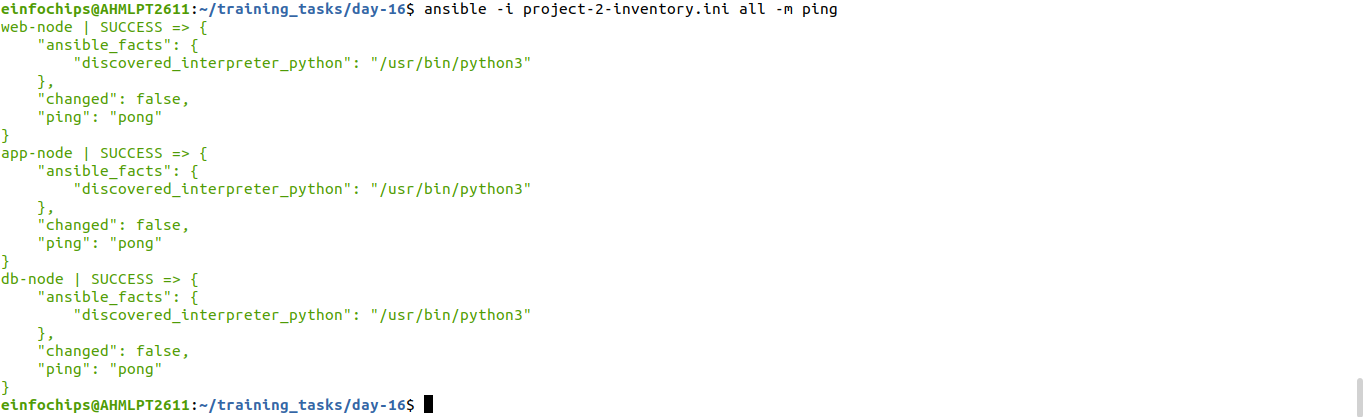 einfochips@AHMLPT2611:~/training_tasks/day-16$ ansible -i project-2-inventory.ini all -m ping
web-node | SUCCESS => {
    "ansible_facts": {
        "discovered_interpreter_python": "/usr/bin/python3"
    },
    "changed": false,
    "ping": "pong"
}
app-node | SUCCESS => {
    "ansible_facts": {
        "discovered_interpreter_python": "/usr/bin/python3"
    },
    "changed": false,
    "ping": "pong"
}
db-node | SUCCESS => {
    "ansible_facts": {
        "discovered_interpreter_python": "/usr/bin/python3"
    },
    "changed": false,
    "ping": "pong"
}
einfochips@AHMLPT2611:~/training_tasks/day-16$